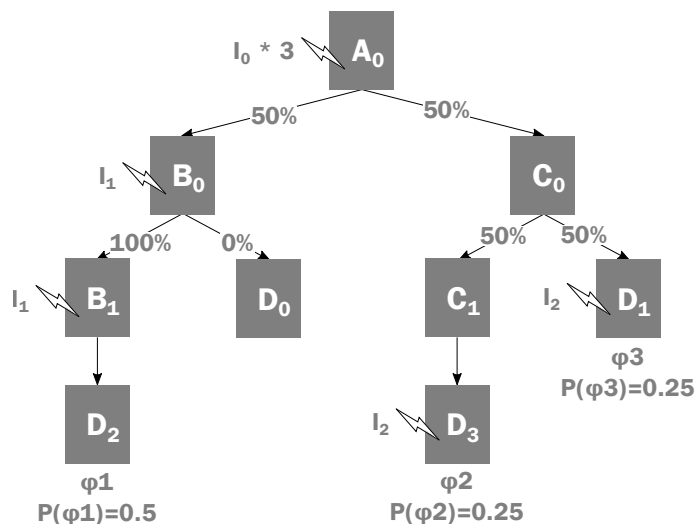 I₀ * 3
A₀
50%
50%
I₁
B₀
C₀
100%
0%
50%
50%
I₁
B₁
D₀
C₁
I₂
D₁
φ3
P(φ3)=0.25
D₂
I₂
D₃
φ1
P(φ1)=0.5
φ2
P(φ2)=0.25